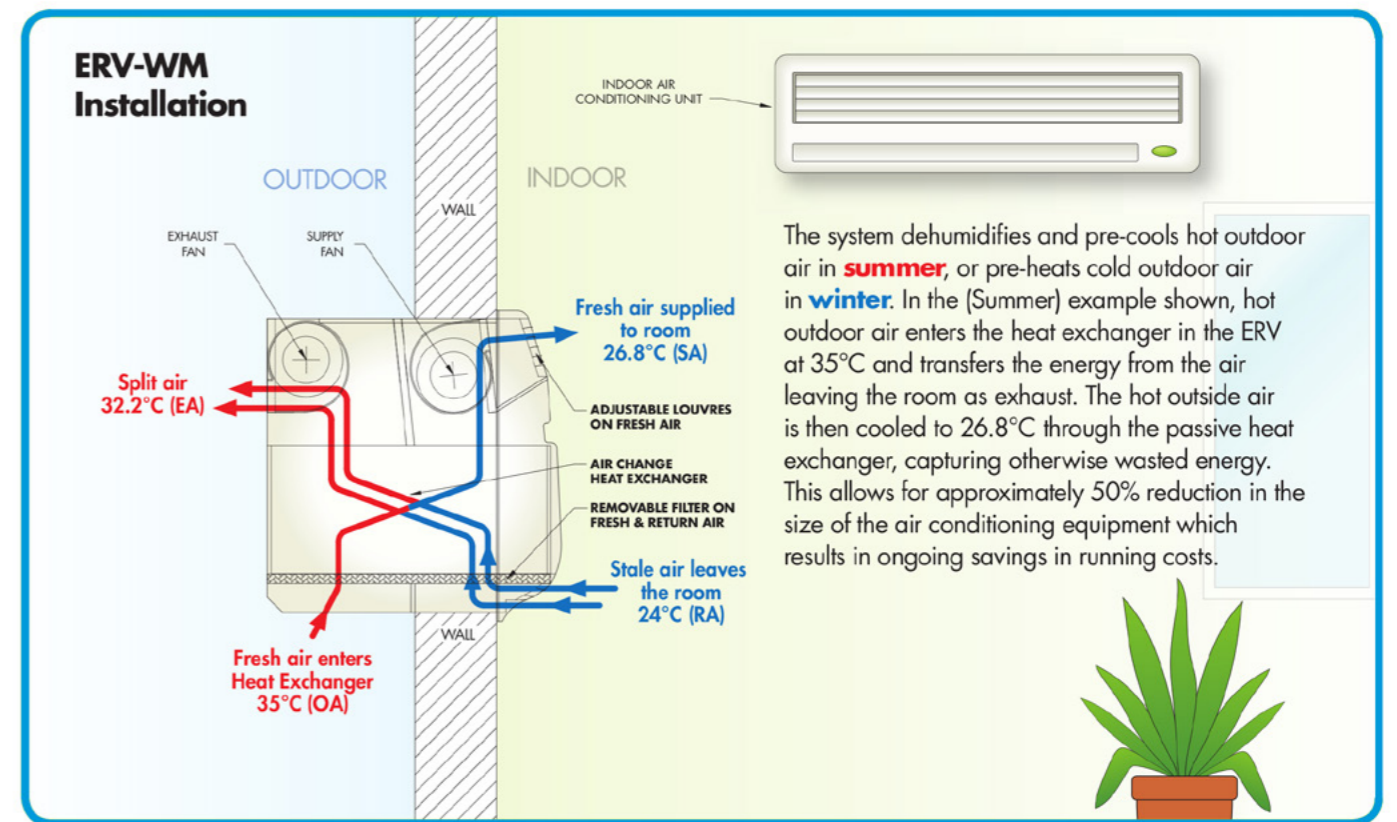 ERV-WM
Installation
INDOOR AIR
CONDITIONING UNIT
OUTDOOR
INDOOR
WALL
EXHAUST
FAN
SUPPLY
FAN
Fresh air supplied
to room
26.8°C (SA)
Split air
32.2°C (EA)
ADJUSTABLE LOUVRES
ON FRESH AIR
AIR CHANGE
HEAT EXCHANGER
REMOVABLE FILTER ON
FRESH & RETURN AIR
Stale air leaves
the room
24°C (RA)
WALL
Fresh air enters
Heat Exchanger
35°C (OA)
The system dehumidifies and pre-cools hot outdoor
air in summer, or pre-heats cold outdoor air
in winter. In the (Summer) example shown, hot
outdoor air enters the heat exchanger in the ERV
at 35°C and transfers the energy from the air
leaving the room as exhaust. The hot outside air
is then cooled to 26.8°C through the passive heat
exchanger, capturing otherwise wasted energy.
This allows for approximately 50% reduction in the
size of the air conditioning equipment which
results in ongoing savings in running costs.